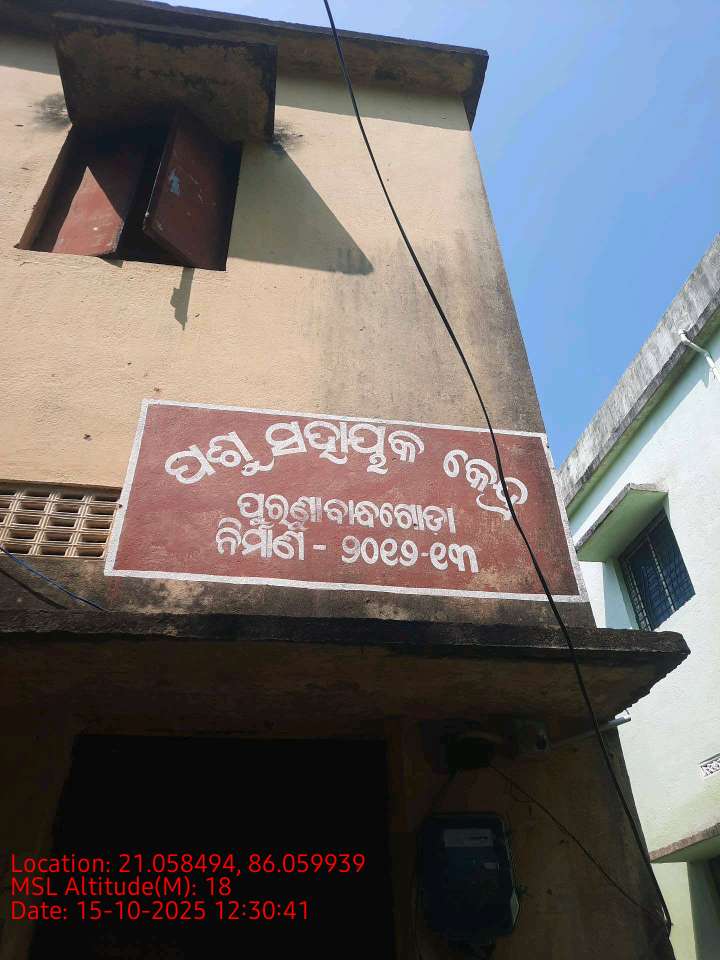 ପଶୁ ସହାୟକ କେନ୍ଦ୍ର
ପୁରୁଣାବାନ୍ଧଗୋଡ଼ା
ନିର୍ମାଣ - ୨୦୧୨-୧୩
Location: 21.058494, 86.059939
MSL Altitude(M): 18
Date: 15-10-2025 12:30:41